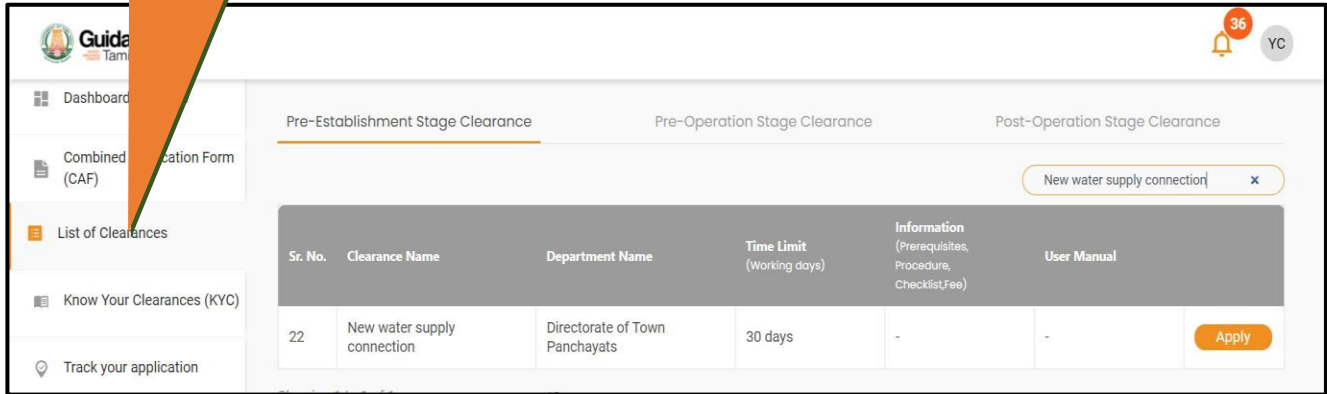 36
YC
Dashboard
Pre-Establishment Stage Clearance
Pre-Operation Stage Clearance
Post-Operation Stage Clearance
Combined
Form
(CAF)
New water supply connection
x
List of Clearances
Sr. No.
Clearance Name
Department Name
Time Limit
(Working days)
Information
(Prerequisites,
Procedure,
Checklist,Fee)
User Manual
Know Your Clearances (KYC)
22
New water supply
connection
Directorate of Town
Panchayats
30 days
-
-
Apply
Track your application